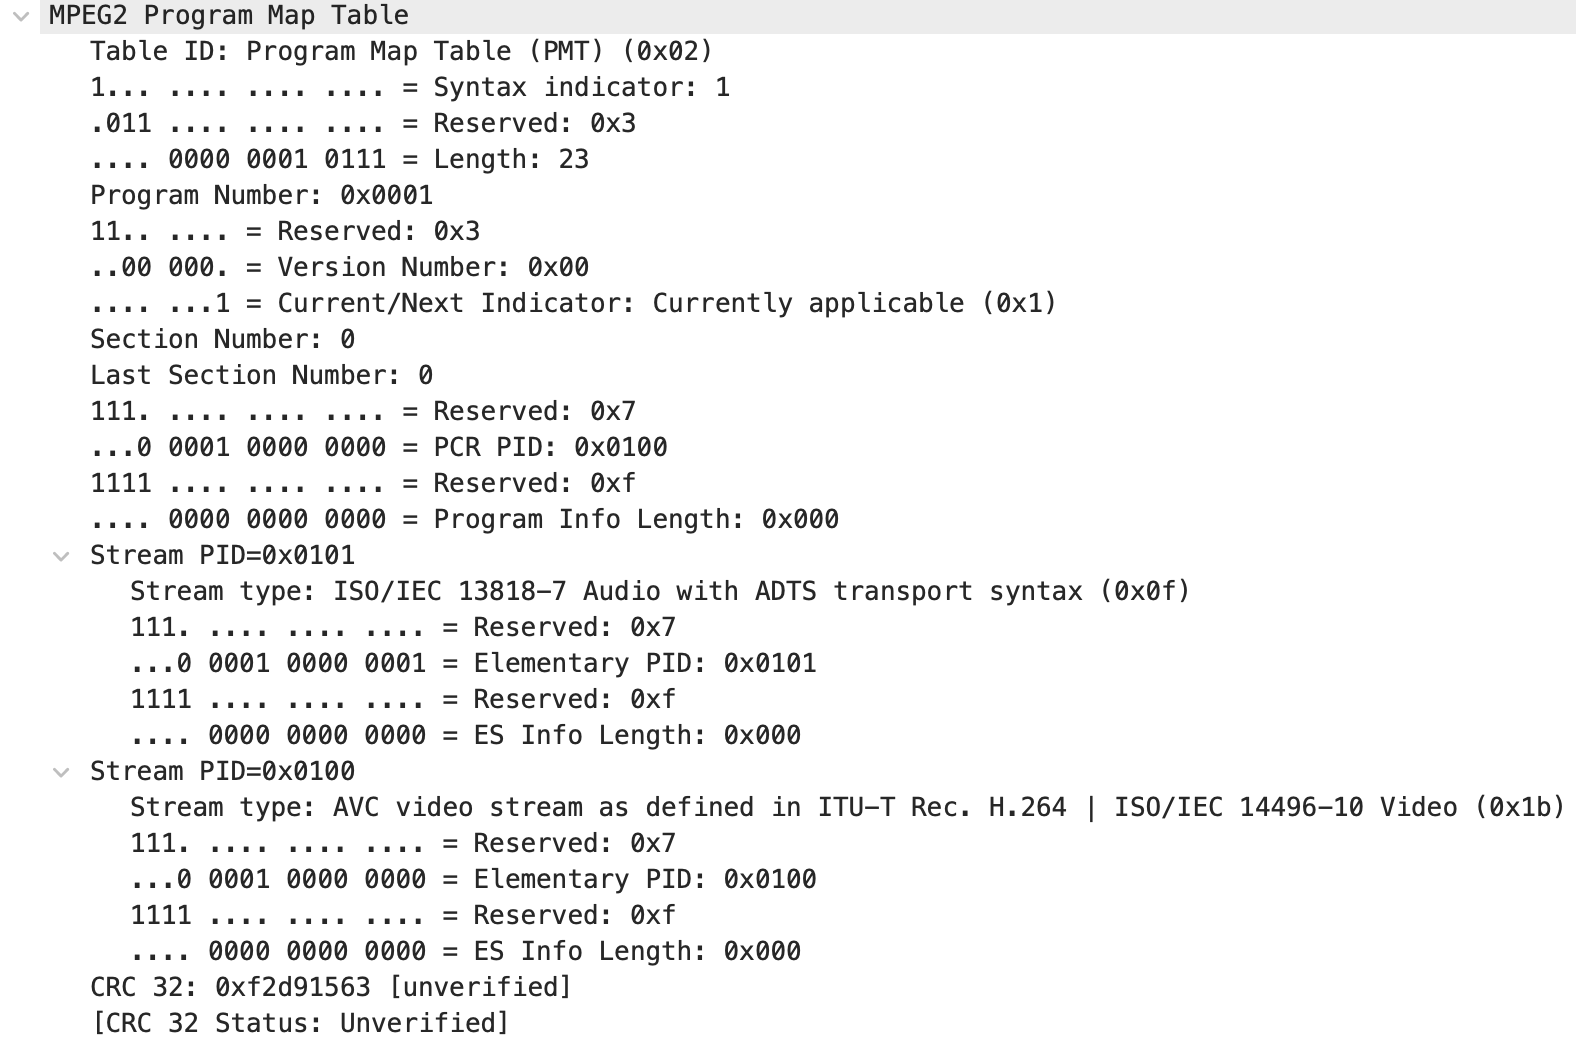 MPEG2 Program Map Table
Table ID: Program Map Table (PMT) (0x02)
1... .... .... .... = Syntax indicator: 1
.011 .... .... .... = Reserved: 0x3
.... 0000 0001 0111 = Length: 23
Program Number: 0x0001
11.. .... = Reserved: 0x3
..00 000. = Version Number: 0x00
.... ...1 = Current/Next Indicator: Currently applicable (0x1)
Section Number: 0
Last Section Number: 0
111. .... .... .... = Reserved: 0x7
...0 0001 0000 0000 = PCR PID: 0x0100
1111 .... .... .... = Reserved: 0xf
.... 0000 0000 0000 = Program Info Length: 0x000
Stream PID=0x0101
Stream type: ISO/IEC 13818-7 Audio with ADTS transport syntax (0x0f)
111. .... .... .... = Reserved: 0x7
...0 0001 0000 0001 = Elementary PID: 0x0101
1111 .... .... .... = Reserved: 0xf
.... 0000 0000 0000 = ES Info Length: 0x000
Stream PID=0x0100
Stream type: AVC video stream as defined in ITU-T Rec. H.264 | ISO/IEC 14496-10 Video (0x1b)
111. .... .... .... = Reserved: 0x7
...0 0001 0000 0000 = Elementary PID: 0x0100
1111 .... .... .... = Reserved: 0xf
.... 0000 0000 0000 = ES Info Length: 0x000
CRC 32: 0xf2d91563 [unverified]
[CRC 32 Status: Unverified]